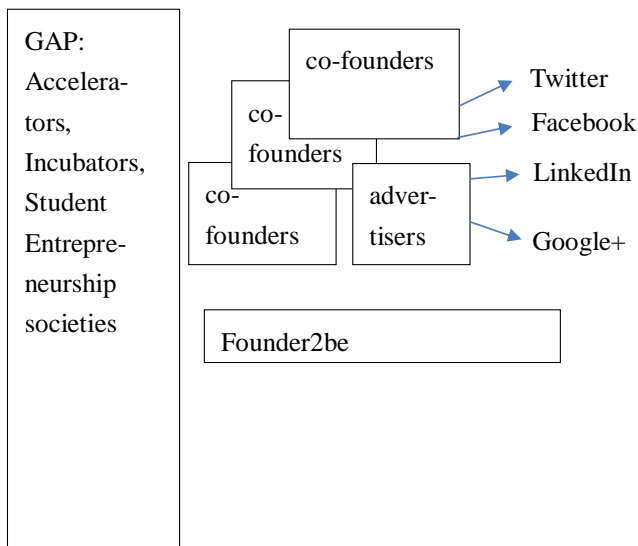 GAP:
Accelera-
tors,
Incubators,
Student
Entrepre-
neurship
societies
co-founders
co-
founders
co-
founders
adver-
tisers
Twitter
Facebook
LinkedIn
Google+
Founder2be